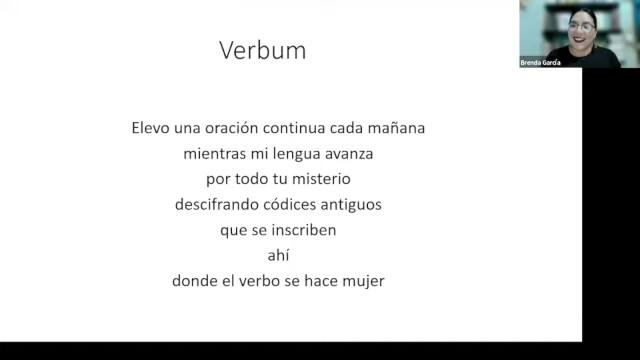 Verbum
Brenda García
Elevo una oración continua cada mañana
mientras mi lengua avanza
por todo tu misterio
descifrando códices antiguos
que se inscriben
ahí
donde el verbo se hace mujer